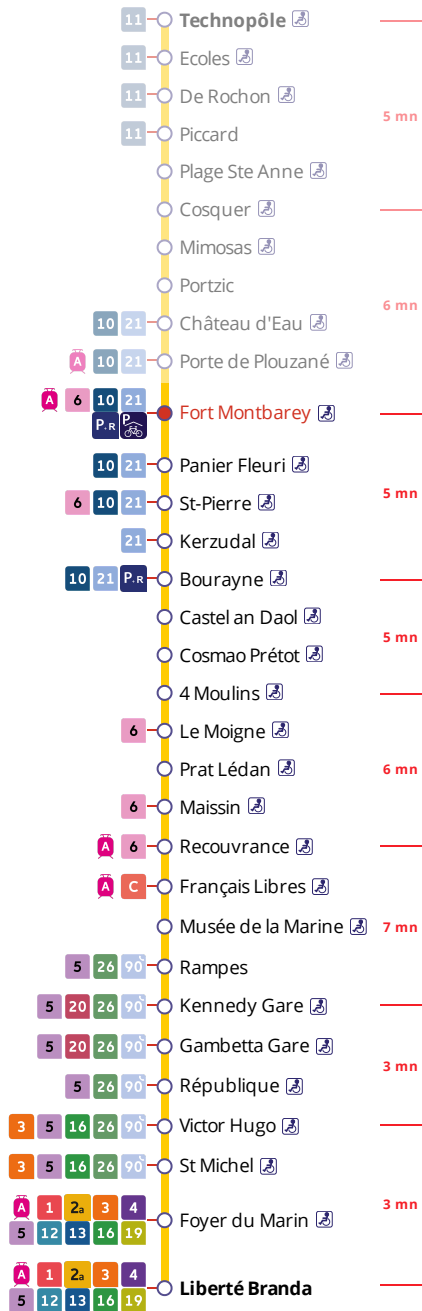 11 Technopôle
11 Ecoles
11 De Rochon
5 mn
11 Piccard
Plage Ste Anne
Cosquer
Mimosas
Portzic
6 mn
10 21 Château d'Eau
A 10 21 Porte de Plouzané
A 6 10 21
Fort Montbarey
P+R P
10 21 Panier Fleuri
5 mn
6 10 21 St-Pierre
21 Kerzudal
10 21 P+R Bourayne
Castel an Daol
5 mn
Cosmao Prétot
4 Moulins
6 Le Moigne
Prat Lédan 6 mn
6 Maissin
A 6 Recouvrance
A C Français Libres
Musée de la Marine 7 mn
5 26 90 Rampes
5 20 26 90 Kennedy Gare
5 20 26 90 Gambetta Gare
3 mn
5 26 90 République
3 5 16 26 90 Victor Hugo
3 5 16 26 90 St Michel
A 1 2a 3 4
3 mn
Foyer du Marin
5 12 13 16 19
A 1 2a 3 4
Liberté Branda
5 12 13 16 19